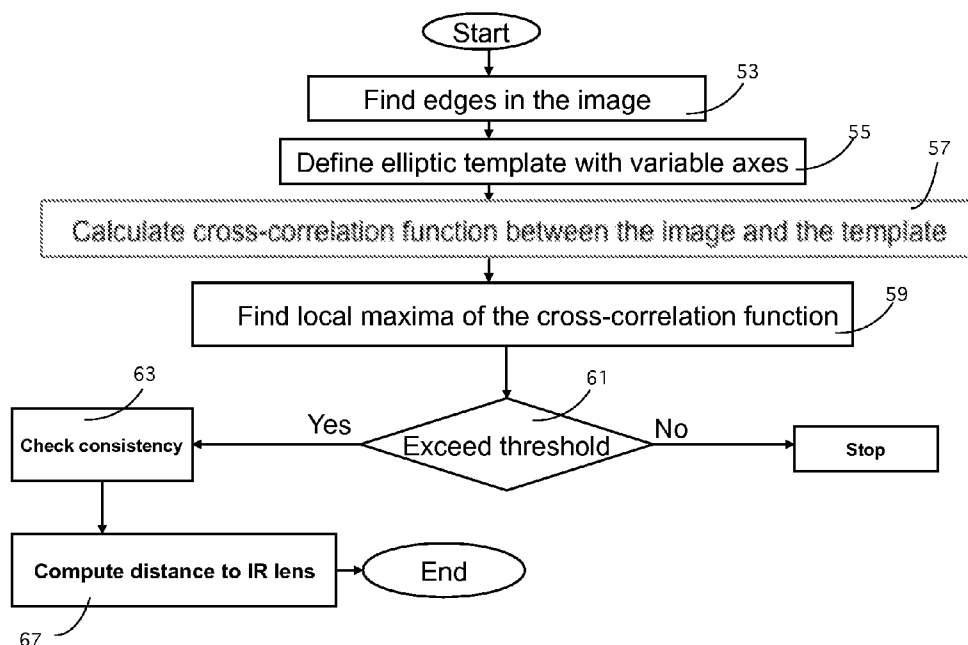 Start
53
Find edges in the image
55
Define elliptic template with variable axes
57
Calculate cross-correlation function between the image and the template
59
Find local maxima of the cross-correlation function
61
63
Yes
Exceed threshold
No
Check consistency
Stop
Compute distance to IR lens
End
67